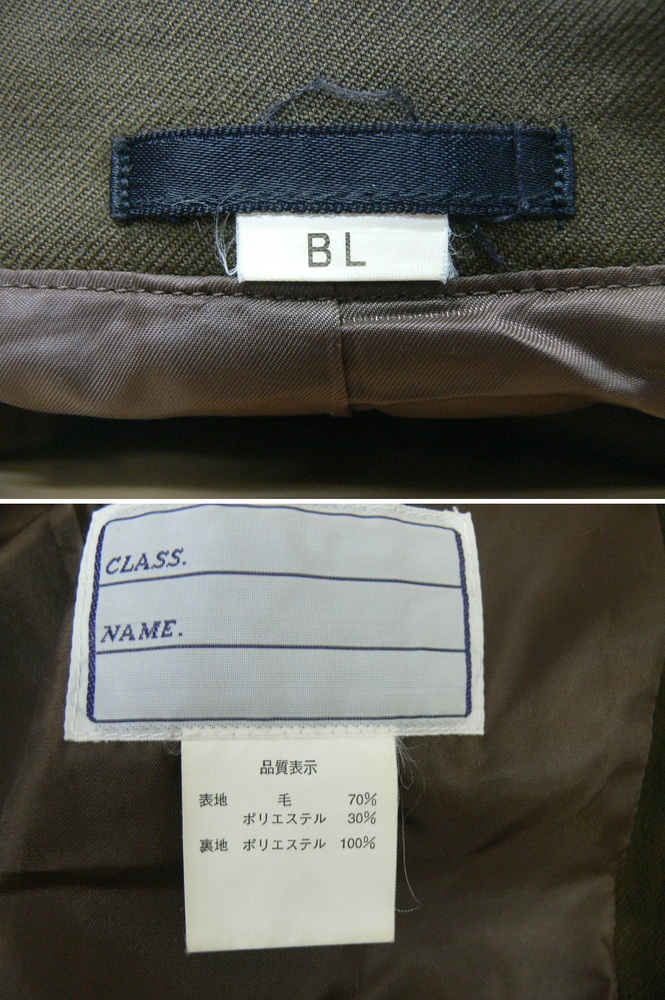 BL
CLASS.
NAME.
品質表示
表地 毛 70%
ポリエステル 30%
裏地 ポリエステル 100%